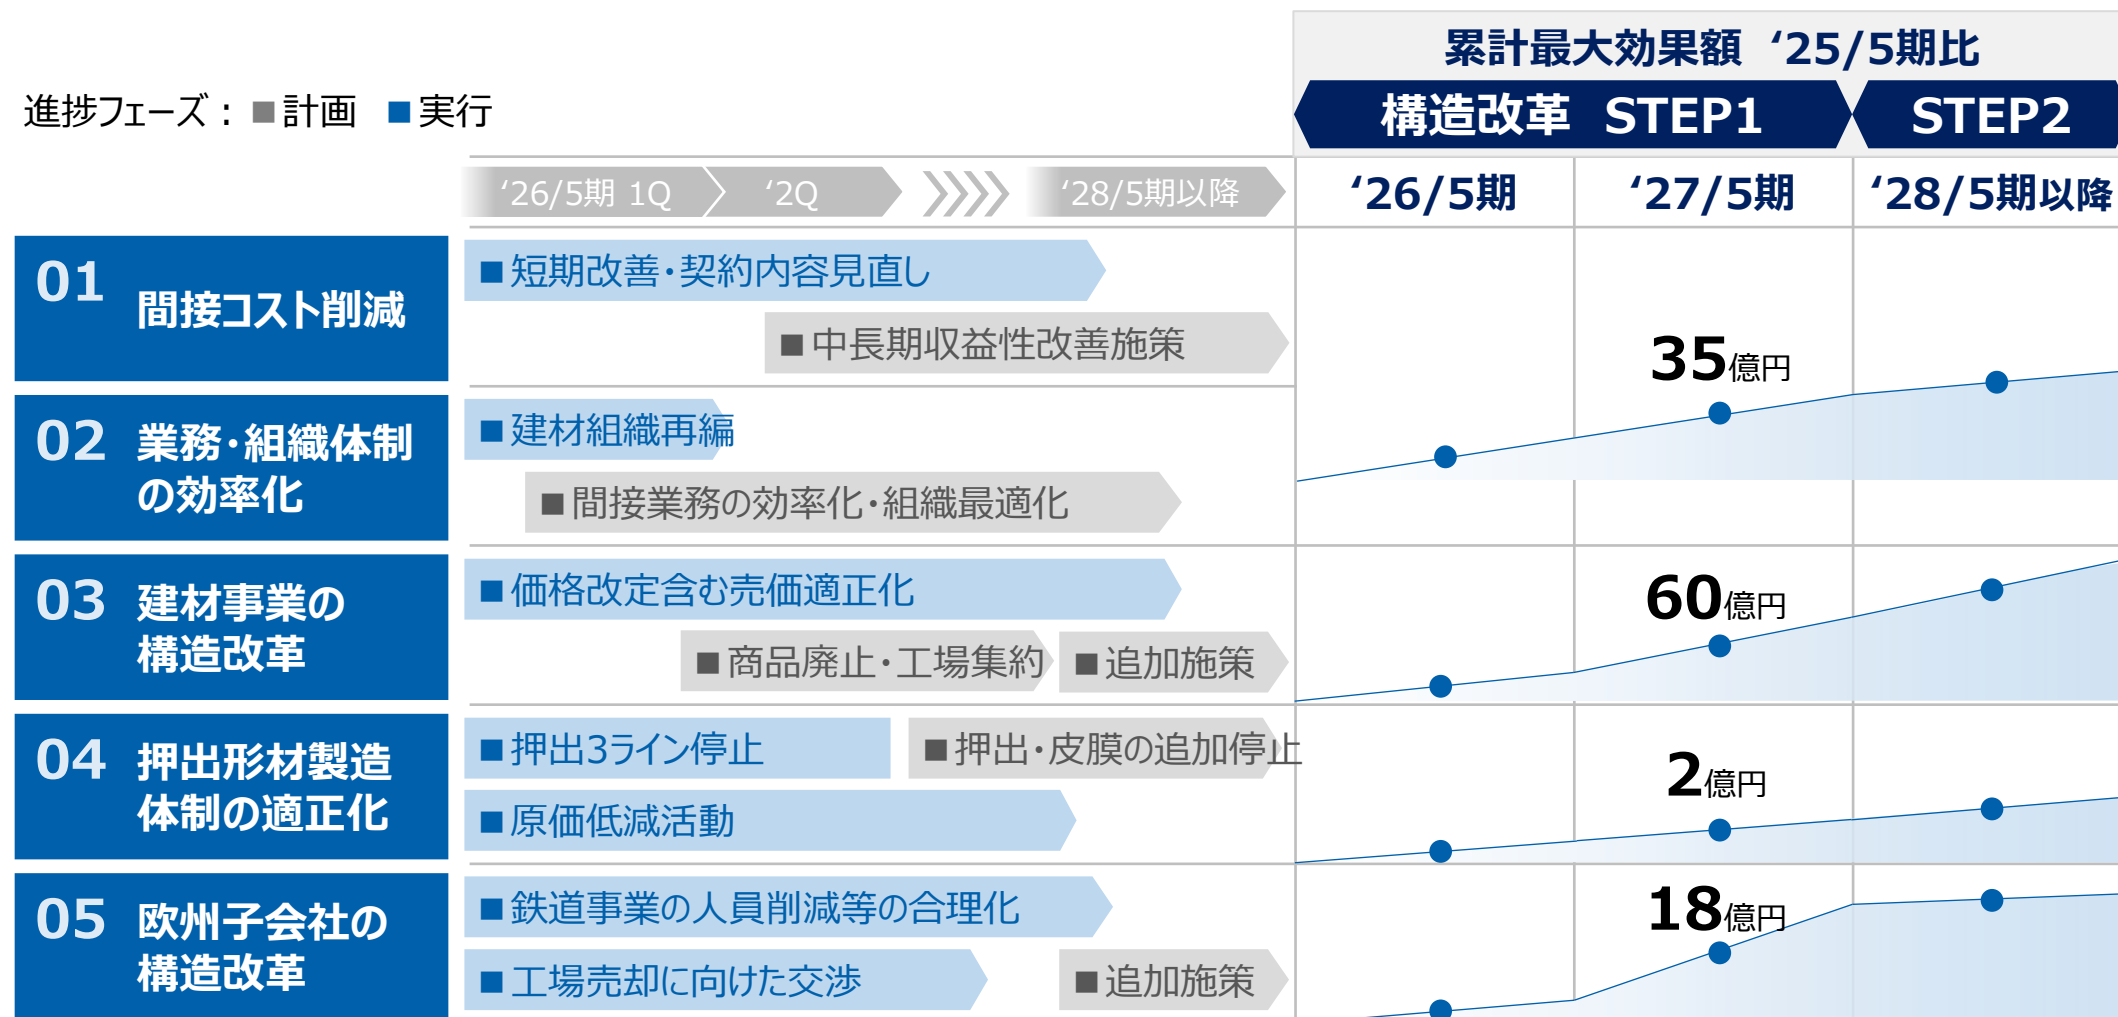 累計最大効果額 ‘25/5期比
進捗フェーズ：■計画 ■実行
構造改革 STEP1
STEP2
‘26/5期 1Q
‘2Q
‘28/5期以降
‘26/5期
‘27/5期
‘28/5期以降
01
間接コスト削減
■短期改善・契約内容見直し
■中長期収益性改善施策
35億円
02
業務・組織体制
の効率化
■建材組織再編
■間接業務の効率化・組織最適化
03
建材事業の
構造改革
■価格改定含む売価適正化
■商品廃止・工場集約
■追加施策
60億円
04
押出形材製造
体制の適正化
■押出3ライン停止
■押出・皮膜の追加停止
■原価低減活動
2億円
05
欧州子会社の
構造改革
■鉄道事業の人員削減等の合理化
■工場売却に向けた交渉
■追加施策
18億円